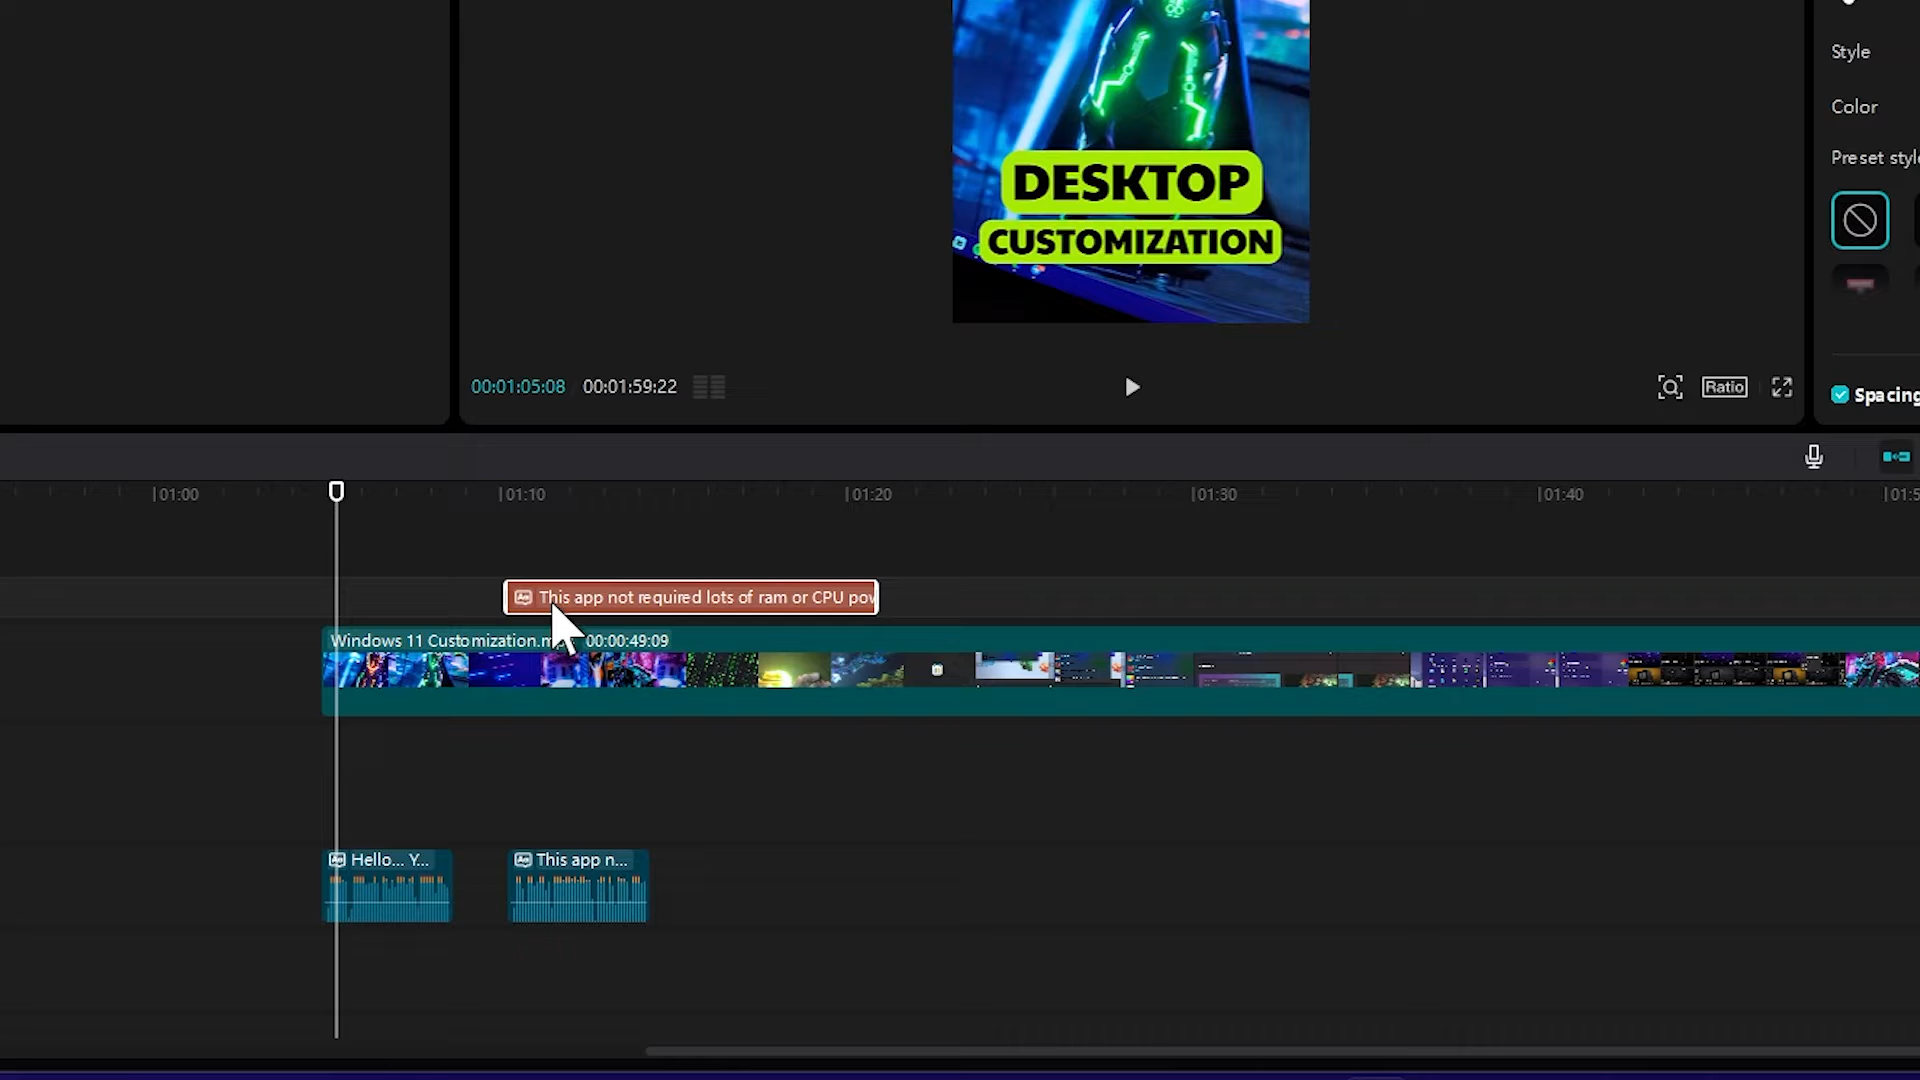 DESKTOP
CUSTOMIZATION
Style
Color
Preset style
00:01:05:08 00:01:59:22
Ratio
Spacing
01:00 01:10 01:20 01:30 01:40 01:5
This app not required lots of ram or CPU pow
Windows 11 Customization.m 00:00:49:09
Hello... Y... This app n...